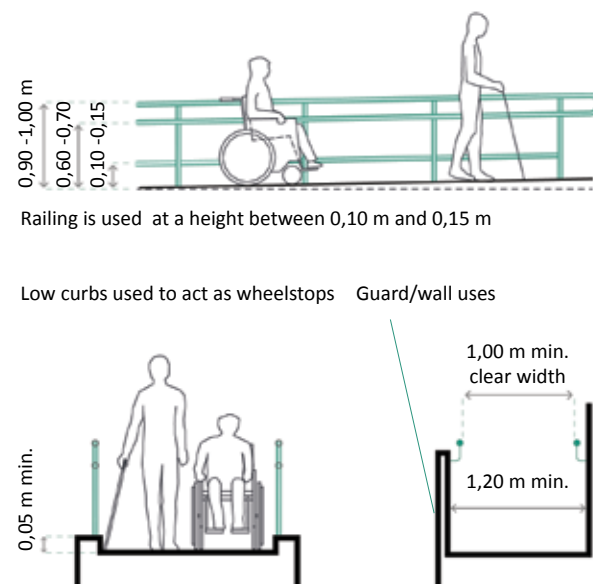 0,90 -1,00 m
0,60 -0,70
0,10 -0,15
Railing is used at a height between 0,10 m and 0,15 m
Low curbs used to act as wheelstops
Guard/wall uses
0,05 m min.
1,00 m min.
clear width
1,20 m min.